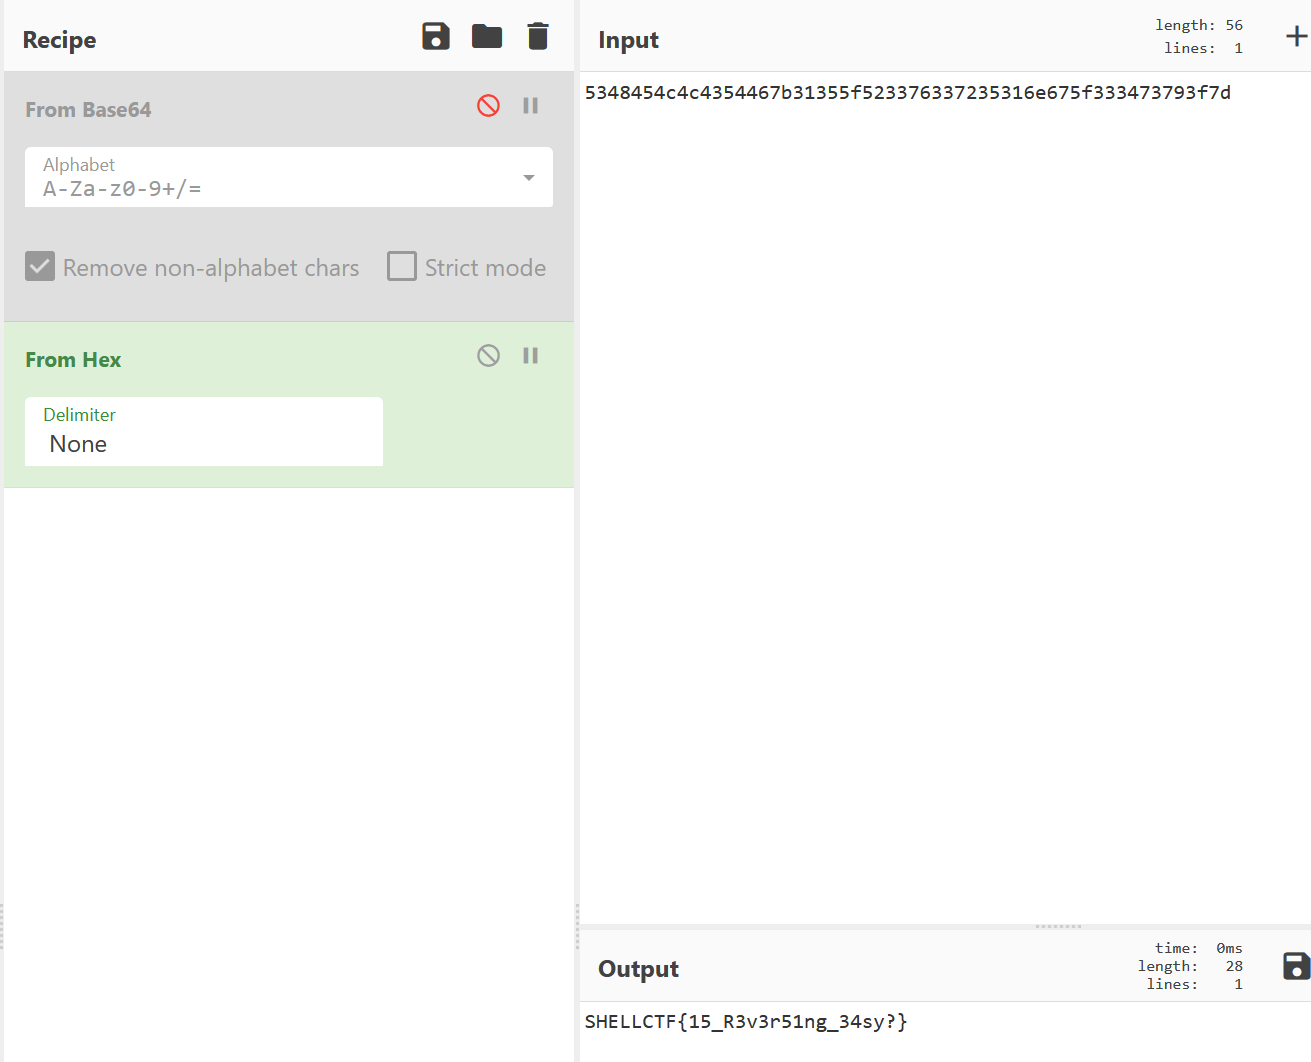 Recipe
From Base64
Alphabet
A-Za-z0-9+/=
Remove non-alphabet chars
Strict mode
From Hex
Delimiter
None
Input
length: 56
lines: 1
5348454c4c4354467b31355f523376337235316e675f333473793f7d
Output
time: 0ms
length: 28
lines: 1
SHELLCTF{15_R3v3r51ng_34sy?}